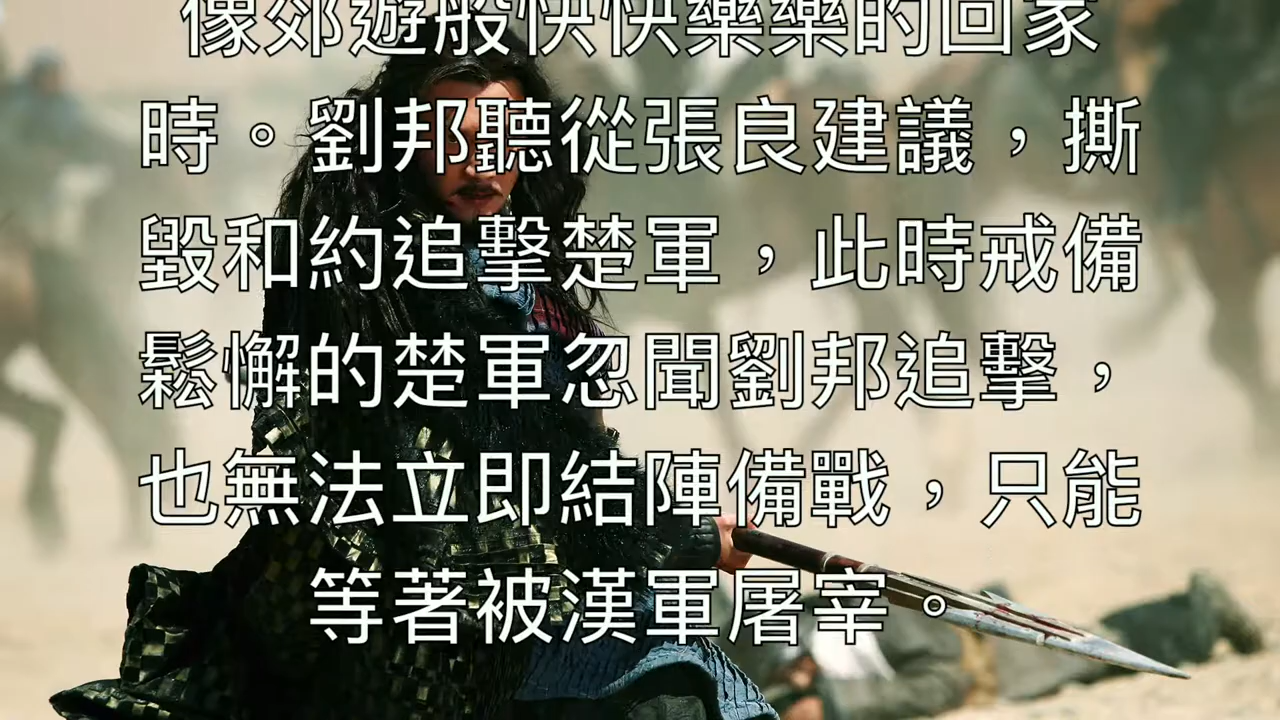 像郊遊般快快樂樂的回家
時。劉邦聽從張良建議，撕
毀和約追擊楚軍，此時戒備
鬆懈的楚軍忽聞劉邦追擊，
也無法立即結陣備戰，只能
等著被漢軍屠宰。